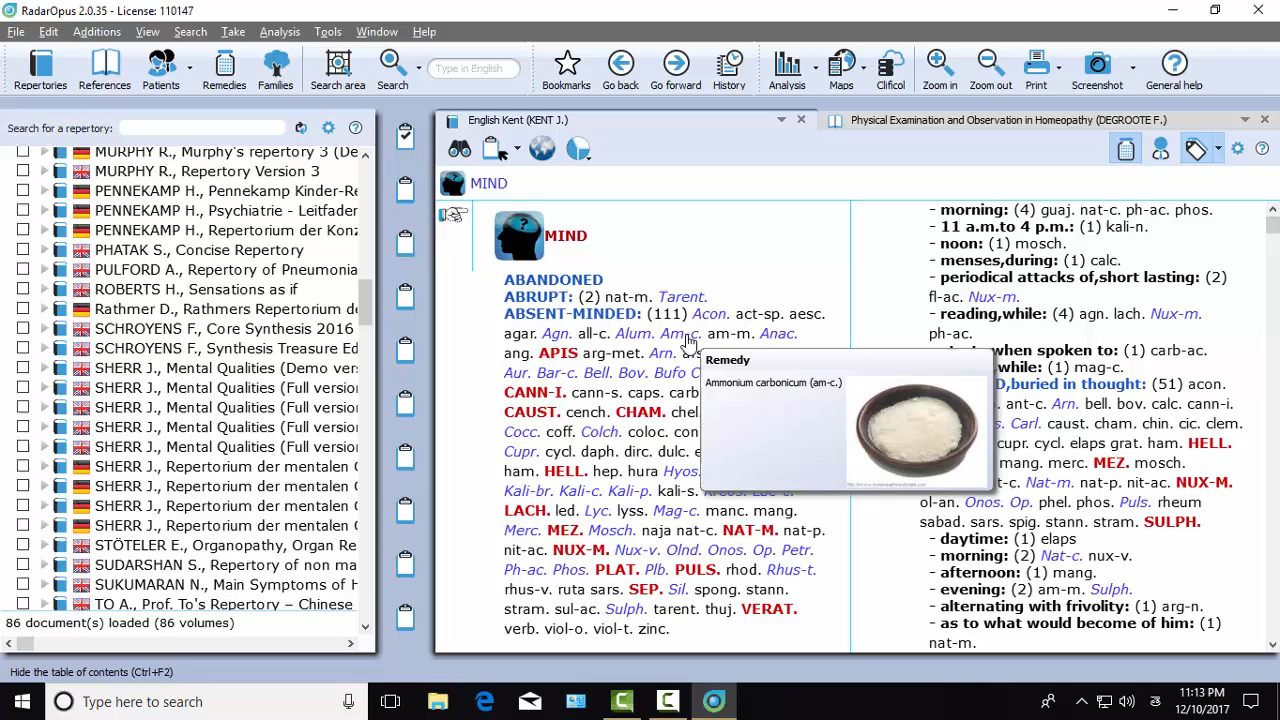 RadarOpus 2.0.35 - License: 110147
File Edit Additions View Search Take Analysis Tools Window Help
Repertories References Patients Remedies Families Search area Search Type in English Bookmarks Go back Go forward History Analysis Maps Clificol Zoom in Zoom out Print Screenshot General help
Search for a repertory:
MURPHY R., Murphy's repertory 3 (De
MURPHY R., Repertory Version 3
PENNEKAMP H., Pennekamp Kinder-Re
PENNEKAMP H., Psychiatrie - Leitfaden
PENNEKAMP H., Repertorium der Konz
PHATAK S., Concise Repertory
PULFORD A., Repertory of Pneumonia
ROBERTS H., Sensations as if
Rathmer D., Rathmers Repertorium de
SCHROYENS F., Core Synthesis 2016
SCHROYENS F., Synthesis Treasure Ed
SHERR J., Mental Qualities (Demo ver
SHERR J., Mental Qualities (Full version
SHERR J., Mental Qualities (Full version
SHERR J., Mental Qualities (Full version
SHERR J., Mental Qualities (Full version
SHERR J., Repertorium der mentalen (
SHERR J., Repertorium der mentalen (
SHERR J., Repertorium der mentalen (
SHERR J., Repertorium der mentalen (
STÖTELER E., Organopathy, Organ Re
SUDARSHAN S., Repertory of non ma
SUKUMARAN N., Main Symptoms of H
TO A., Prof. To's Repertory – Chinese
86 document(s) loaded (86 volumes)
Hide the table of contents (Ctrl+F2)
English Kent (KENT J.)
Physical Examination and Observation in Homeopathy (DEGROOTE F.)
MIND
MIND
ABANDONED
ABRUPT: (2) nat-m. Tarent.
ABSENT-MINDED: (111) Acon. act-sp. aesc.
agar. Agn. all-c. Alum. Am-c. am-m. Anac.
ang. APIS arg-met. Arn.
Aur. Bar-c. Bell. Bov. Bufo
CANN-I. cann-s. caps. carb
CAUST. cench. CHAM. chel
Cocc. coff. Colch. coloc. con
Cupr. cycl. daph. dirc. dulc.
ham. HELL. hep. hura Hyos
Kali-br. Kali-c. Kali-p. kali-s.
LACH. led. Lyc. lyss. Mag-c. manc. mang.
Merc. MEZ. Mosch. naja nat-c. NAT-M. nat-p.
nit-ac. NUX-M. Nux-v. Olnd. Onos. Op. Petr.
Ph-ac. Phos. PLAT. Plb. PULS. rhod. Rhus-t.
rhus-v. ruta sars. SEP. Sil. spong. stann.
stram. sul-ac. Sulph. tarent. thuj. VERAT.
verb. viol-o. viol-t. zinc.
Remedy
Ammonium carbonicum (am-c.)
- morning: (4) guaj. nat-c. ph-ac. phos.
- 11 a.m.to 4 p.m.: (1) kali-n.
- noon: (1) mosch.
- menses,during: (1) calc.
- periodical attacks of,short lasting: (2)
fl-ac. Nux-m.
- reading,while: (4) agn. lach. Nux-m.
ph-ac.
when spoken to: (1) carb-ac.
while: (1) mag-c.
D,buried in thought: (51) acon.
ant-c. Arn. bell. bov. calc. cann-i.
Carl. caust. cham. chin. cic. clem.
cupr. cycl. elaps grat. ham. HELL.
mang. merc. MEZ. mosch.
Nat-m. nat-p. nit-ac. NUX-M.
ol-an. Onos. Op. phel. phos. Puls. rheum
sabad. sars. spig. stann. stram. SULPH.
- daytime: (1) elaps
- morning: (2) Nat-c. nux-v.
- afternoon: (1) mang.
- evening: (2) am-m. Sulph.
- alternating with frivolity: (1) arg-n.
- as to what would become of him: (1)
nat-m.
Type here to search
11:13 PM
12/10/2017